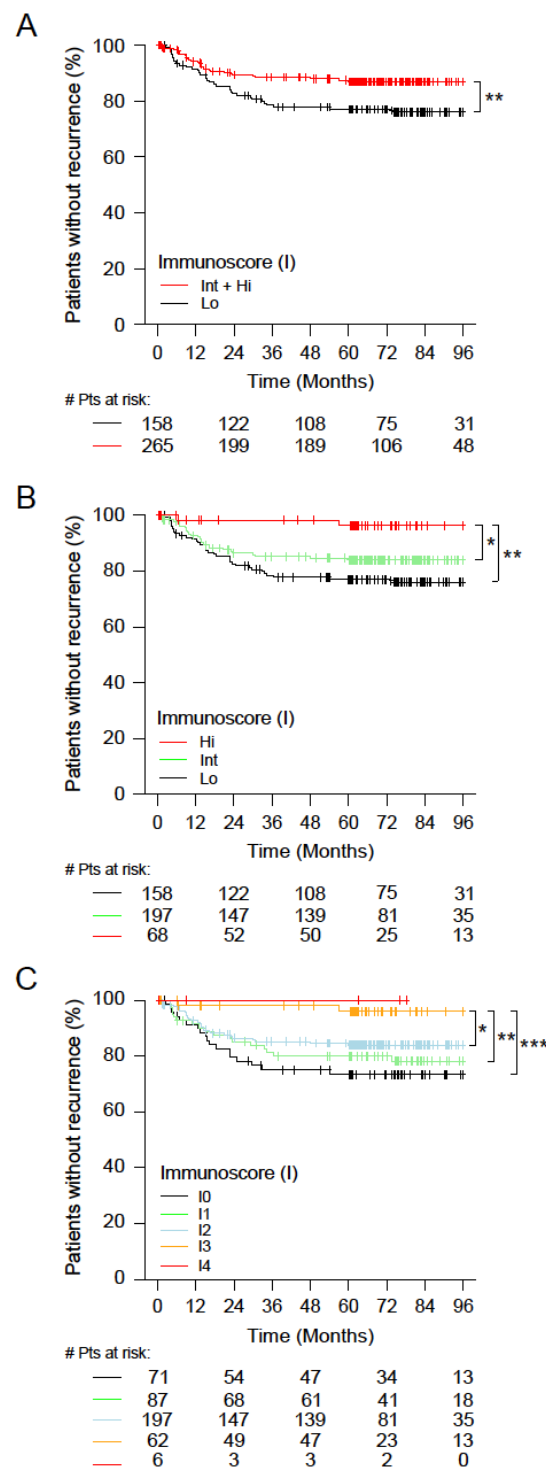 A
Patients without recurrence (%)
100
80
60
40
20
0
**
Immunoscore (I)
Int + Hi
Lo
0 12 24 36 48 60 72 84 96
Time (Months)
# Pts at risk:
158 122 108 75 31
265 199 189 106 48
B
Patients without recurrence (%)
100
80
60
40
20
0
* **
Immunoscore (I)
Hi
Int
Lo
0 12 24 36 48 60 72 84 96
Time (Months)
# Pts at risk:
158 122 108 75 31
197 147 139 81 35
68 52 50 25 13
C
Patients without recurrence (%)
100
80
60
40
20
0
* ** ***
Immunoscore (I)
I0
I1
I2
I3
I4
0 12 24 36 48 60 72 84 96
Time (Months)
# Pts at risk:
71 54 47 34 13
87 68 61 41 18
197 147 139 81 35
62 49 47 23 13
6 3 3 2 0